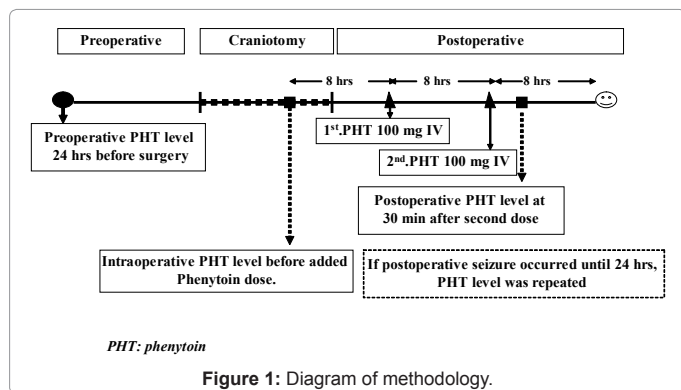 Preoperative Craniotomy Postoperative
8 hrs 8 hrs 8 hrs
Preoperative PHT level
24 hrs before surgery
1st.PHT 100 mg IV
2nd.PHT 100 mg IV
Postoperative PHT level at
30 min after second dose
Intraoperative PHT level before added
Phenytoin dose.
If postoperative seizure occurred until 24 hrs,
PHT level was repeated
PHT: phenytoin
Figure 1: Diagram of methodology.